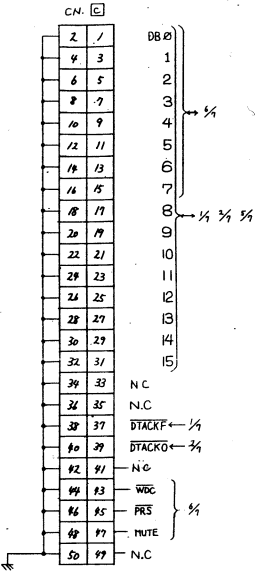 CN. C
2 1 DB0
4 3 1
6 5 2
8 7 3
10 9 4 ↔ 6/7
12 11 5
14 13 6
16 15 7
18 17 8 ↔ 1/7 2/7 5/7
20 19 9
22 21 10
24 23 11
26 25 12
28 27 13
30 29 14
32 31 15
34 33 NC
36 35 N.C
38 37 DTACKF ← 1/7
40 39 DTACKO ← 2/7
42 41 NC
44 43 WDC
46 45 PRS 6/7
48 47 MUTE
50 49 N.C